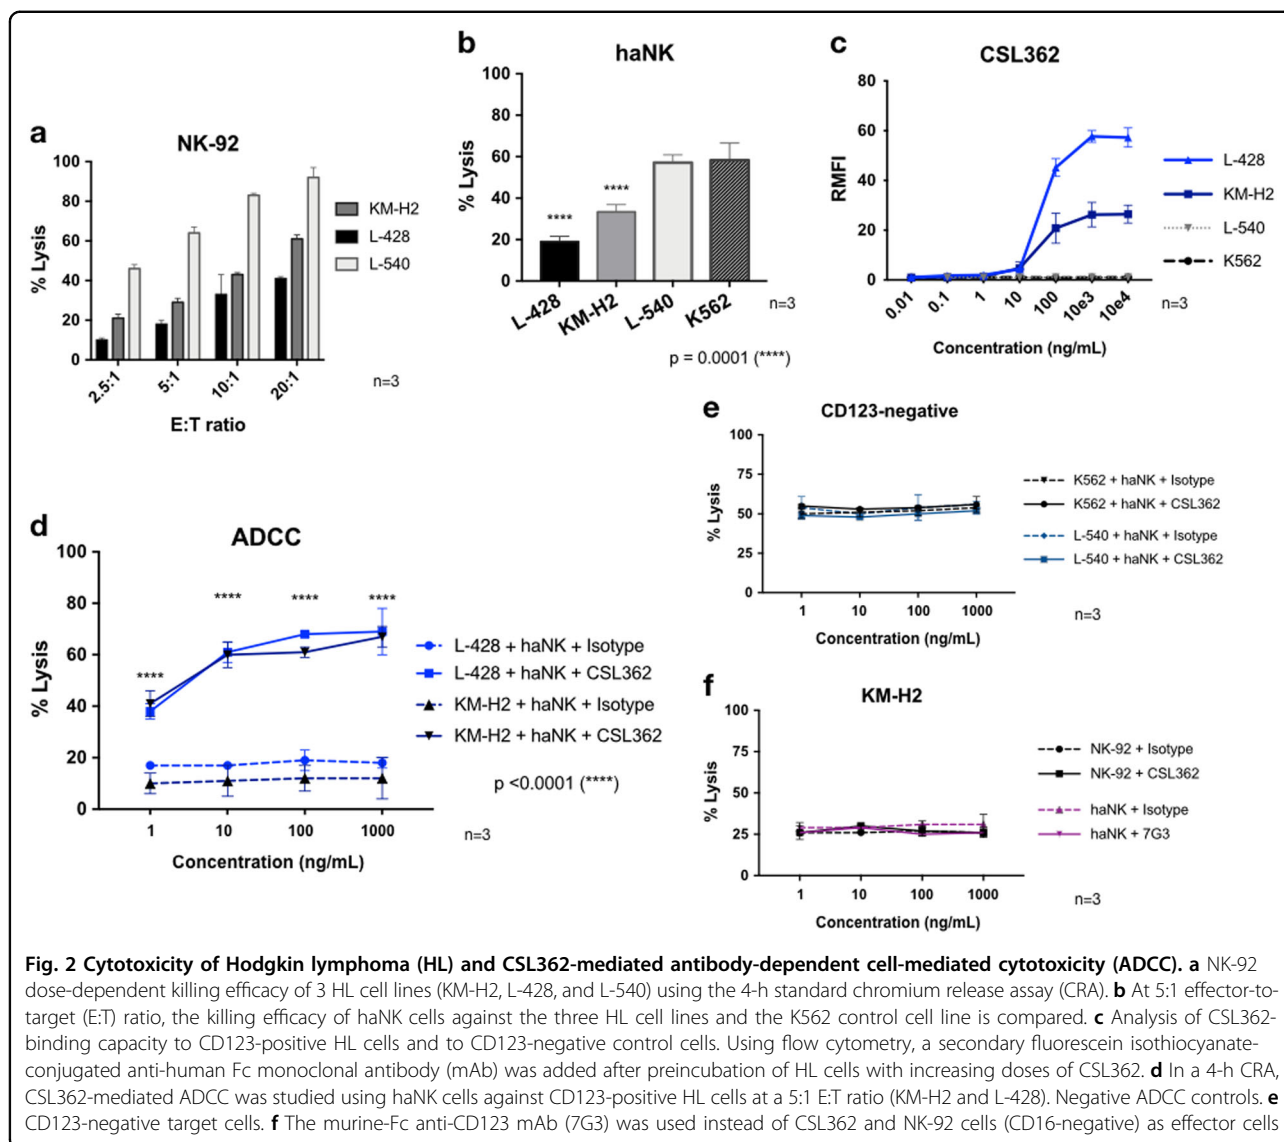 a
NK-92
% Lysis
100
80
60
40
20
0
2.5:1
5:1
10:1
20:1
E:T ratio
KM-H2
L-428
L-540
n=3
b
haNK
% Lysis
100
80
60
40
20
0
****
****
L-428
KM-H2
L-540
K562
n=3
p = 0.0001 (****)
c
CSL362
RMFI
80
60
40
20
0
0.01
0.1
1
10
100
10e3
10e4
Concentration (ng/mL)
L-428
KM-H2
L-540
K562
n=3
d
ADCC
% Lysis
100
80
60
40
20
0
****
****
****
****
1
10
100
1000
Concentration (ng/mL)
L-428 + haNK + Isotype
L-428 + haNK + CSL362
KM-H2 + haNK + Isotype
KM-H2 + haNK + CSL362
p <0.0001 (****)
n=3
e
CD123-negative
% Lysis
100
75
50
25
0
1
10
100
1000
Concentration (ng/mL)
K562 + haNK + Isotype
K562 + haNK + CSL362
L-540 + haNK + Isotype
L-540 + haNK + CSL362
n=3
f
KM-H2
% Lysis
100
75
50
25
0
1
10
100
1000
Concentration (ng/mL)
NK-92 + Isotype
NK-92 + CSL362
haNK + Isotype
haNK + 7G3
n=3
Fig. 2 Cytotoxicity of Hodgkin lymphoma (HL) and CSL362-mediated antibody-dependent cell-mediated cytotoxicity (ADCC). a NK-92
dose-dependent killing efficacy of 3 HL cell lines (KM-H2, L-428, and L-540) using the 4-h standard chromium release assay (CRA). b At 5:1 effector-to-
target (E:T) ratio, the killing efficacy of haNK cells against the three HL cell lines and the K562 control cell line is compared. c Analysis of CSL362-
binding capacity to CD123-positive HL cells and to CD123-negative control cells. Using flow cytometry, a secondary fluorescein isothiocyanate-
conjugated anti-human Fc monoclonal antibody (mAb) was added after preincubation of HL cells with increasing doses of CSL362. d In a 4-h CRA,
CSL362-mediated ADCC was studied using haNK cells against CD123-positive HL cells at a 5:1 E:T ratio (KM-H2 and L-428). Negative ADCC controls. e
CD123-negative target cells. f The murine-Fc anti-CD123 mAb (7G3) was used instead of CSL362 and NK-92 cells (CD16-negative) as effector cells